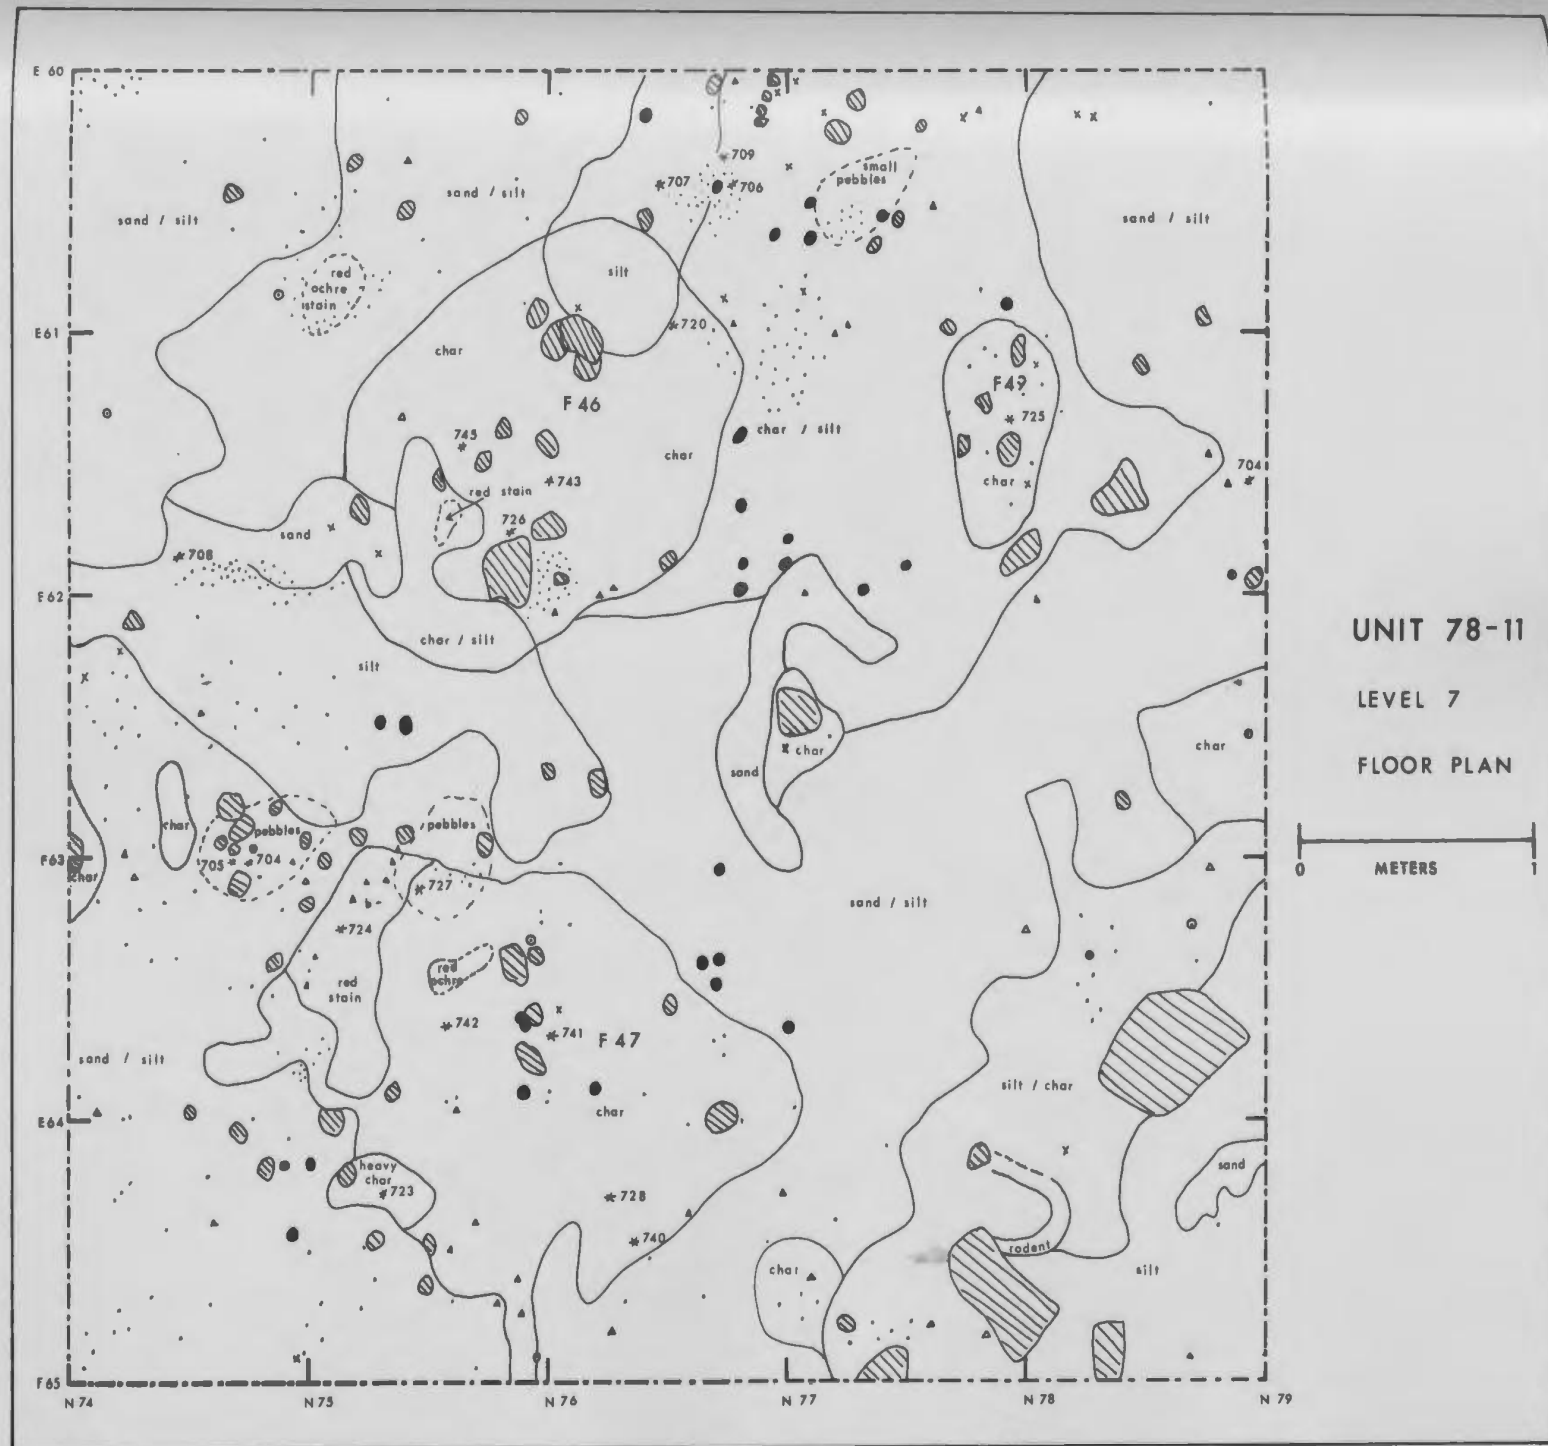 E 60
709
small
pebbles
707
706
sand / silt
sand / silt
sand / silt
red
ochre
stain
silt
720
E61
char
F 49
F 46
725
char / silt
745
char
704
743
char
red stain
726
sand
708
E62
char / silt
UNIT 78-11
silt
LEVEL 7
char
char
FLOOR PLAN
sand
char
pebbles
pebbles
F63
705
704
char
0
METERS
1
727
sand / silt
724
red
ochre
red
stain
742
741
F 47
sand / silt
silt / char
char
E64
heavy
char
sand
723
728
740
rodent
char
silt
F65
N 74
N 75
N 76
N 77
N 78
N 79